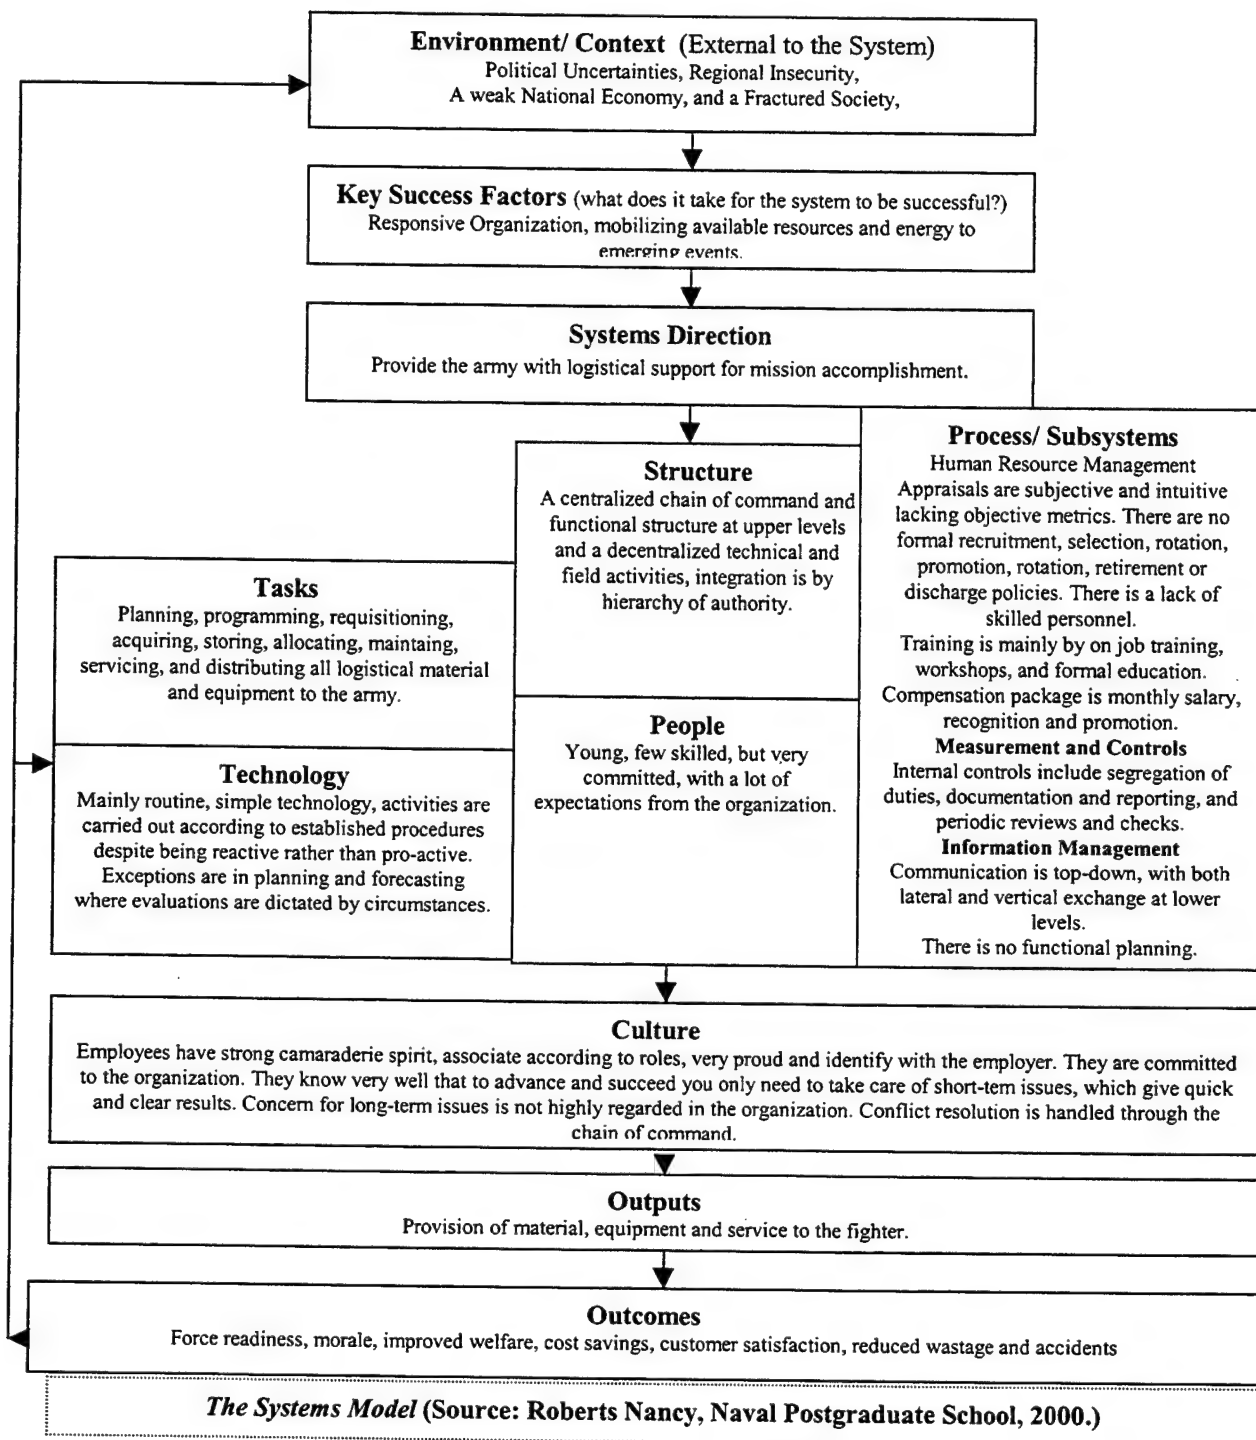 Environment/ Context (External to the System)
Political Uncertainties, Regional Insecurity,
A weak National Economy, and a Fractured Society,
Key Success Factors (what does it take for the system to be successful?)
Responsive Organization, mobilizing available resources and energy to
emerging events.
Systems Direction
Provide the army with logistical support for mission accomplishment.
Tasks
Planning, programming, requisitioning,
acquiring, storing, allocating, maintaing,
servicing, and distributing all logistical material
and equipment to the army.
Technology
Mainly routine, simple technology, activities are
carried out according to established procedures
despite being reactive rather than pro-active.
Exceptions are in planning and forecasting
where evaluations are dictated by circumstances.
Structure
A centralized chain of command and
functional structure at upper levels
and a decentralized technical and
field activities, integration is by
hierarchy of authority.
People
Young, few skilled, but very
committed, with a lot of
expectations from the organization.
Process/ Subsystems
Human Resource Management
Appraisals are subjective and intuitive
lacking objective metrics. There are no
formal recruitment, selection, rotation,
promotion, rotation, retirement or
discharge policies. There is a lack of
skilled personnel.
Training is mainly by on job training,
workshops, and formal education.
Compensation package is monthly salary,
recognition and promotion.
Measurement and Controls
Internal controls include segregation of
duties, documentation and reporting, and
periodic reviews and checks.
Information Management
Communication is top-down, with both
lateral and vertical exchange at lower
levels.
There is no functional planning.
Culture
Employees have strong camaraderie spirit, associate according to roles, very proud and identify with the employer. They are committed
to the organization. They know very well that to advance and succeed you only need to take care of short-tem issues, which give quick
and clear results. Concern for long-term issues is not highly regarded in the organization. Conflict resolution is handled through the
chain of command.
Outputs
Provision of material, equipment and service to the fighter.
Outcomes
Force readiness, morale, improved welfare, cost savings, customer satisfaction, reduced wastage and accidents
The Systems Model (Source: Roberts Nancy, Naval Postgraduate School, 2000.)